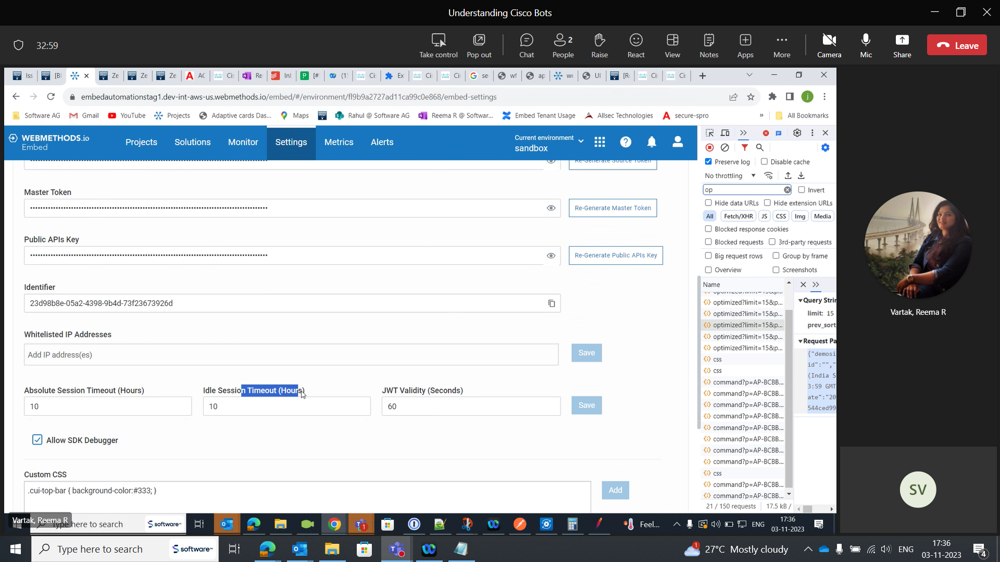 Understanding Cisco Bots
32:59
Take control
Pop out
Chat
People
2
Raise
React
View
Notes
Apps
More
Camera
Mic
Share
Leave
Iss
[B
Ze
Ze
Ze
AC
Ci
Re
In
[#
(1
Ci
Ex
Ci
Ci
se
wf
ap
we
UI
[R
Ci
Ci
embedautomationstag1.dev-int-aws-us.webmethods.io/embed/#/environment/fl9b9a2727ad11ca99c0e868/embed-settings
j
Software AG
Gmail
YouTube
Projects
Adaptive cards Das...
Maps
Rahul @ Software AG
Reema R @ Softwar...
Embed Tenant Usage
Allsec Technologies
secure-spro
»
All Bookmarks
WEBMETHODS.io
Embed
Projects
Solutions
Monitor
Settings
Metrics
Alerts
Current environment
sandbox
Re-Generate Source Token
Master Token
Re-Generate Master Token
Public APIs Key
Re-Generate Public APIs Key
Identifier
23d98b8e-05a2-4398-9b4d-73f23673926d
Whitelisted IP Addresses
Add IP address(es)
Save
Absolute Session Timeout (Hours)
Idle Session Timeout (Hours)
JWT Validity (Seconds)
10
10
60
Save
Allow SDK Debugger
Custom CSS
.cui-top-bar { background-color:#333; }
Add
Preserve log
Disable cache
No throttling
op
Invert
Hide data URLs
Hide extension URLs
All
Fetch/XHR
JS
CSS
Img
Media
Blocked response cookies
Blocked requests
3rd-party requests
Big request rows
Group by frame
Overview
Screenshots
Name
optimized?limit=15&p...
optimized?limit=15&p...
optimized?limit=15&p...
optimized?limit=15&p...
optimized?limit=15&p...
optimized?limit=15&p...
css
css
command?p=AP-BCBB...
command?p=AP-BCBB...
command?p=AP-BCBB...
command?p=AP-BCBB...
command?p=AP-BCBB...
command?p=AP-BCBB...
command?p=AP-BCBB...
command?p=AP-BCBB...
css
command?p=AP-BCBB...
command?p=AP-BCBB...
21 / 150 requests
17.5 kB /
Query Strin
limit: 15
prev_sort
Request Pa
{"demosi
id":"","
(India S
3:59 GMT
ate":"20
544ced99
Vartak, Reema R
SV
Vartak, Reema R
Type here to search
software
Feel...
ENG
17:36
03-11-2023
Type here to search
software
27°C Mostly cloudy
ENG
17:36
03-11-2023
4